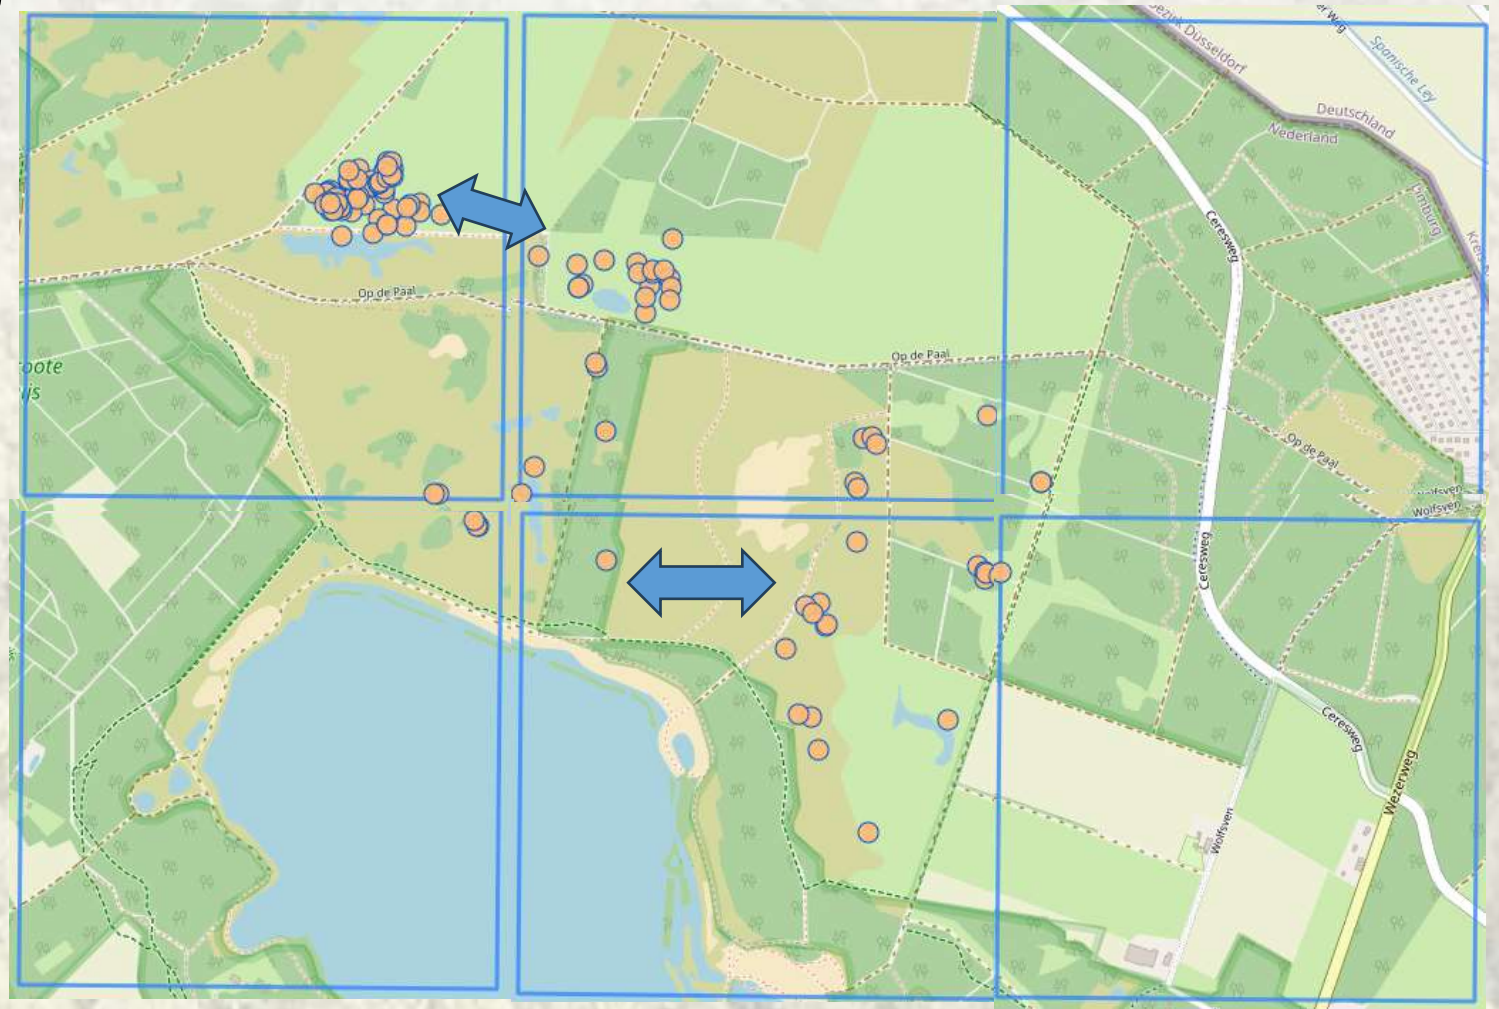 Bezirk Düsseldorf
Spanische Ley
Deutschland
Nederland
Limburg
Ceresweg
Op de Paal
Op de Paal
Op de Paal
oote
Wolfsven
Wolfsven
Ceresweg
Ceresweg
Wezerweg
Wolfsven